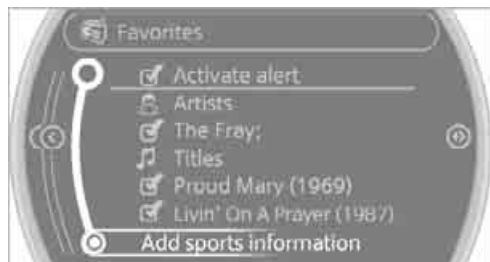 Favorites
Activate alert
Artists
The Fray;
Titles
Proud Mary (1969)
Livin' On A Prayer (1987)
Add sports information